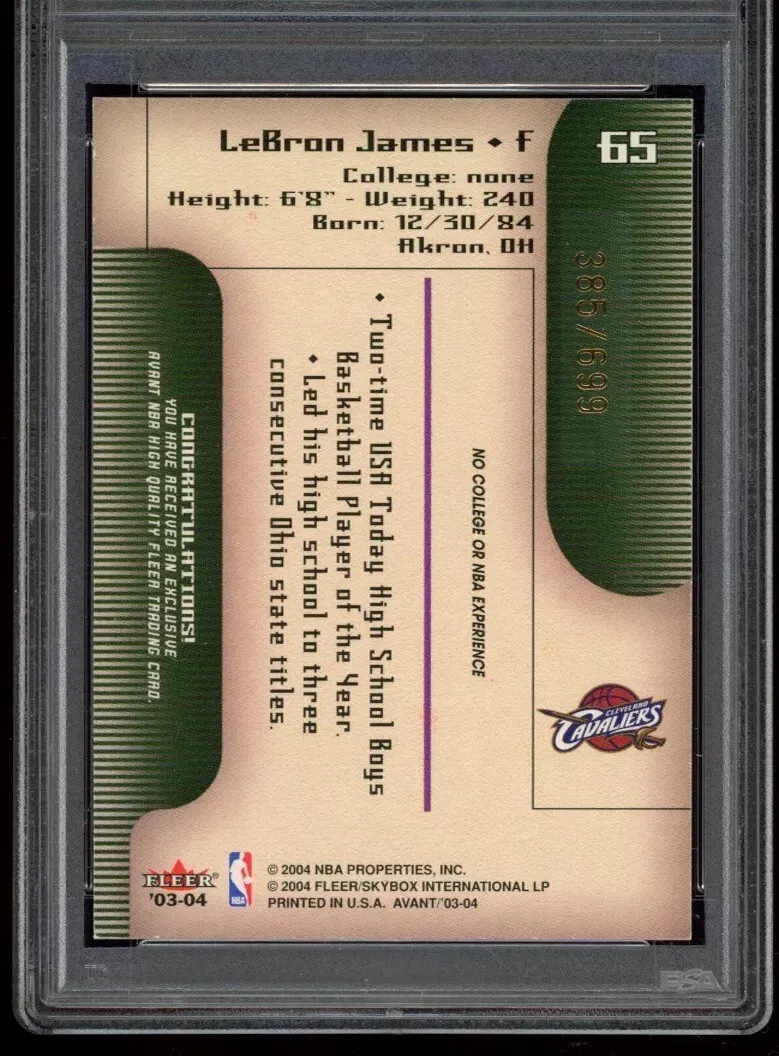 LeBron James ◆ F
65
College: none
Height: 6'8" - Weight: 240
Born: 12/30/84
Akron, OH
385/699
NO COLLEGE OR NBA EXPERIENCE
◆ Two-time USA Today High School Boys
Basketball Player of the Year.
◆ Led his high school to three
consecutive Ohio state titles.
CONGRATULATIONS!
YOU HAVE RECEIVED AN EXCLUSIVE
AVANT NBA HIGH QUALITY FLEER TRADING CARD.
CLEVELAND
CAVALIERS
FLEER®
'03-04
NBA
© 2004 NBA PROPERTIES, INC.
© 2004 FLEER/SKYBOX INTERNATIONAL LP
PRINTED IN U.S.A. AVANT/'03-04